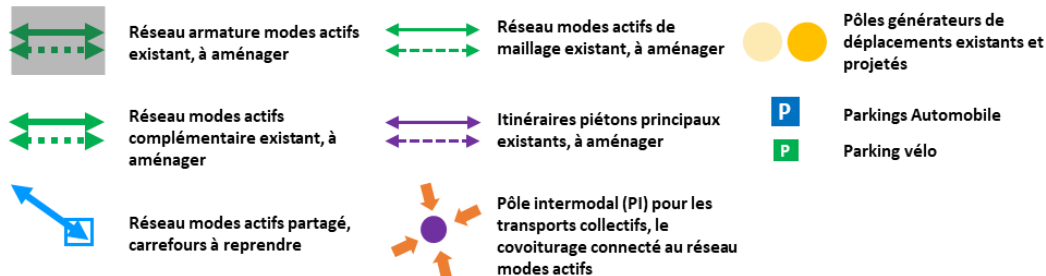 Réseau armature modes actifs
existant, à aménager
Réseau modes actifs
complémentaire existant, à
aménager
Réseau modes actifs partagé,
carrefours à reprendre
Réseau modes actifs de
maillage existant, à aménager
Itinéraires piétons principaux
existants, à aménager
Pôle intermodal (PI) pour les
transports collectifs, le
covoiturage connecté au réseau
modes actifs
Pôles générateurs de
déplacements existants et
projetés
P
Parkings Automobile
P
Parking vélo